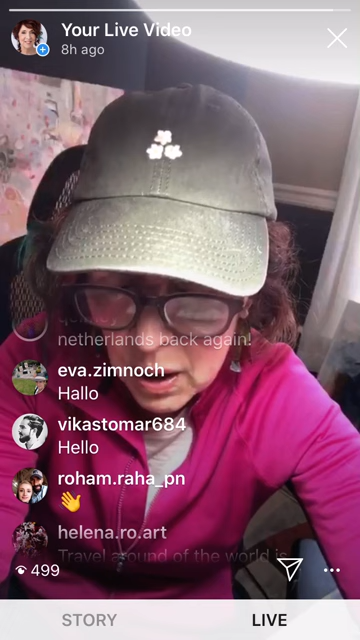 Your Live Video
8h ago
netherlands back again!
eva.zimnoch
Hallo
vikastomar684
Hello
roham.raha_pn
👋
helena.ro.art
Travel around of the world is
499
STORY
LIVE